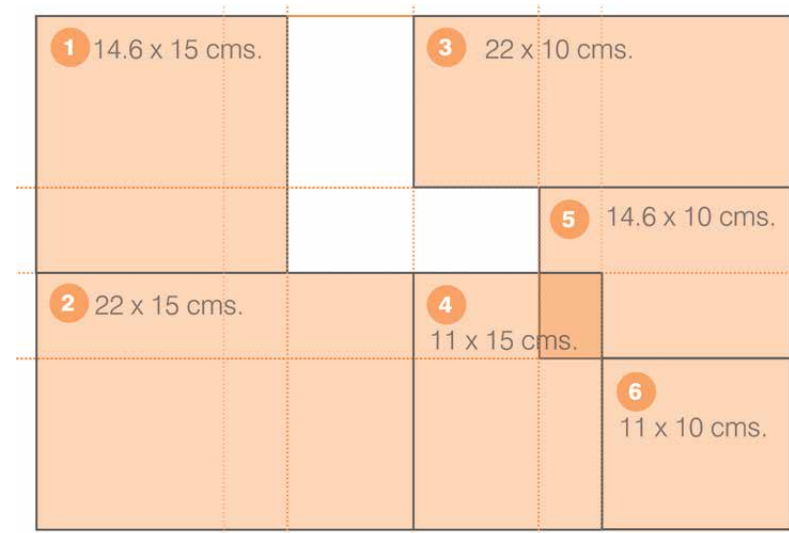 1 14.6 x 15 cms.
3 22 x 10 cms.
5 14.6 x 10 cms.
2 22 x 15 cms.
4
11 x 15 cms.
6
11 x 10 cms.